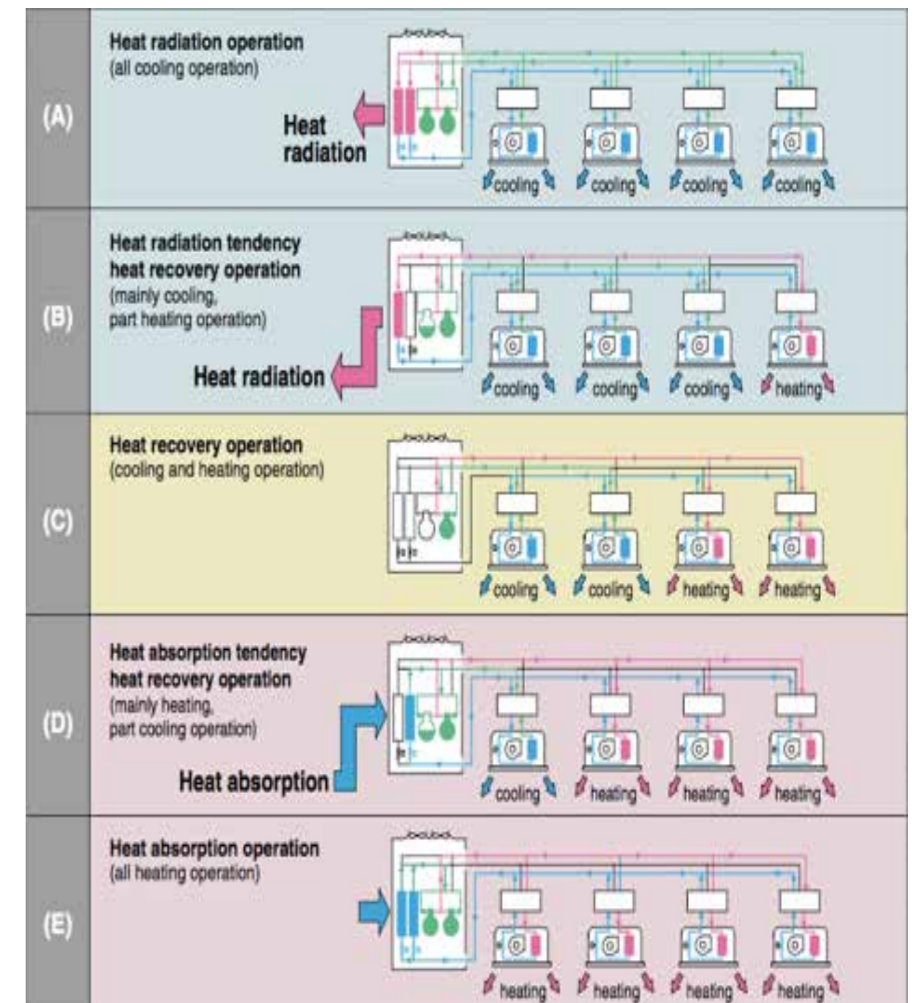 (A)
Heat radiation operation
(all cooling operation)
Heat
radiation
cooling cooling cooling cooling
(B)
Heat radiation tendency
heat recovery operation
(mainly cooling,
part heating operation)
Heat radiation
cooling cooling cooling heating
(C)
Heat recovery operation
(cooling and heating operation)
cooling cooling heating heating
(D)
Heat absorption tendency
heat recovery operation
(mainly heating,
part cooling operation)
Heat absorption
cooling heating heating heating
(E)
Heat absorption operation
(all heating operation)
heating heating heating heating